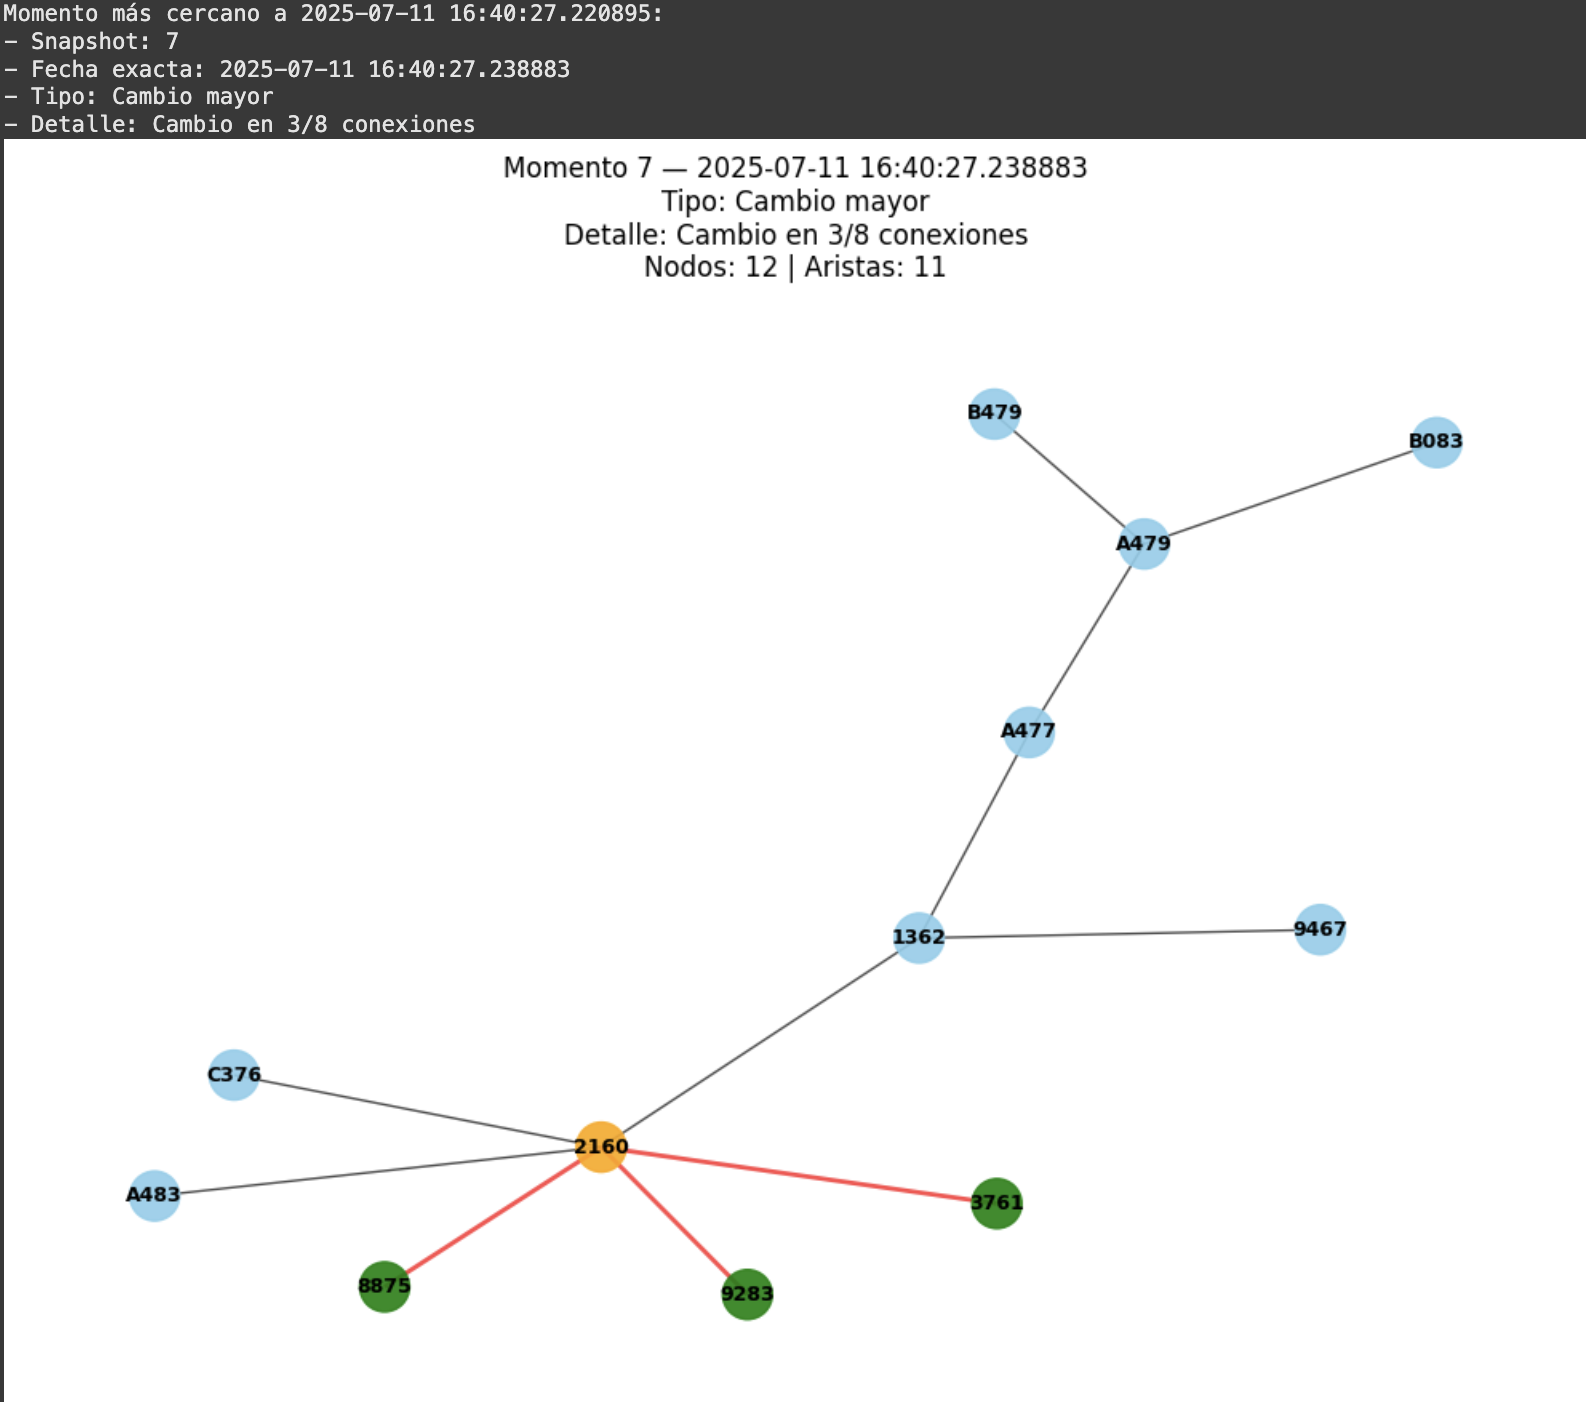 Momento más cercano a 2025-07-11 16:40:27.220895:
- Snapshot: 7
- Fecha exacta: 2025-07-11 16:40:27.238883
- Tipo: Cambio mayor
- Detalle: Cambio en 3/8 conexiones
Momento 7 — 2025-07-11 16:40:27.238883
Tipo: Cambio mayor
Detalle: Cambio en 3/8 conexiones
Nodos: 12 | Aristas: 11
B479
B083
A479
A477
1362
9467
C376
2160
A483
3761
8875
9283